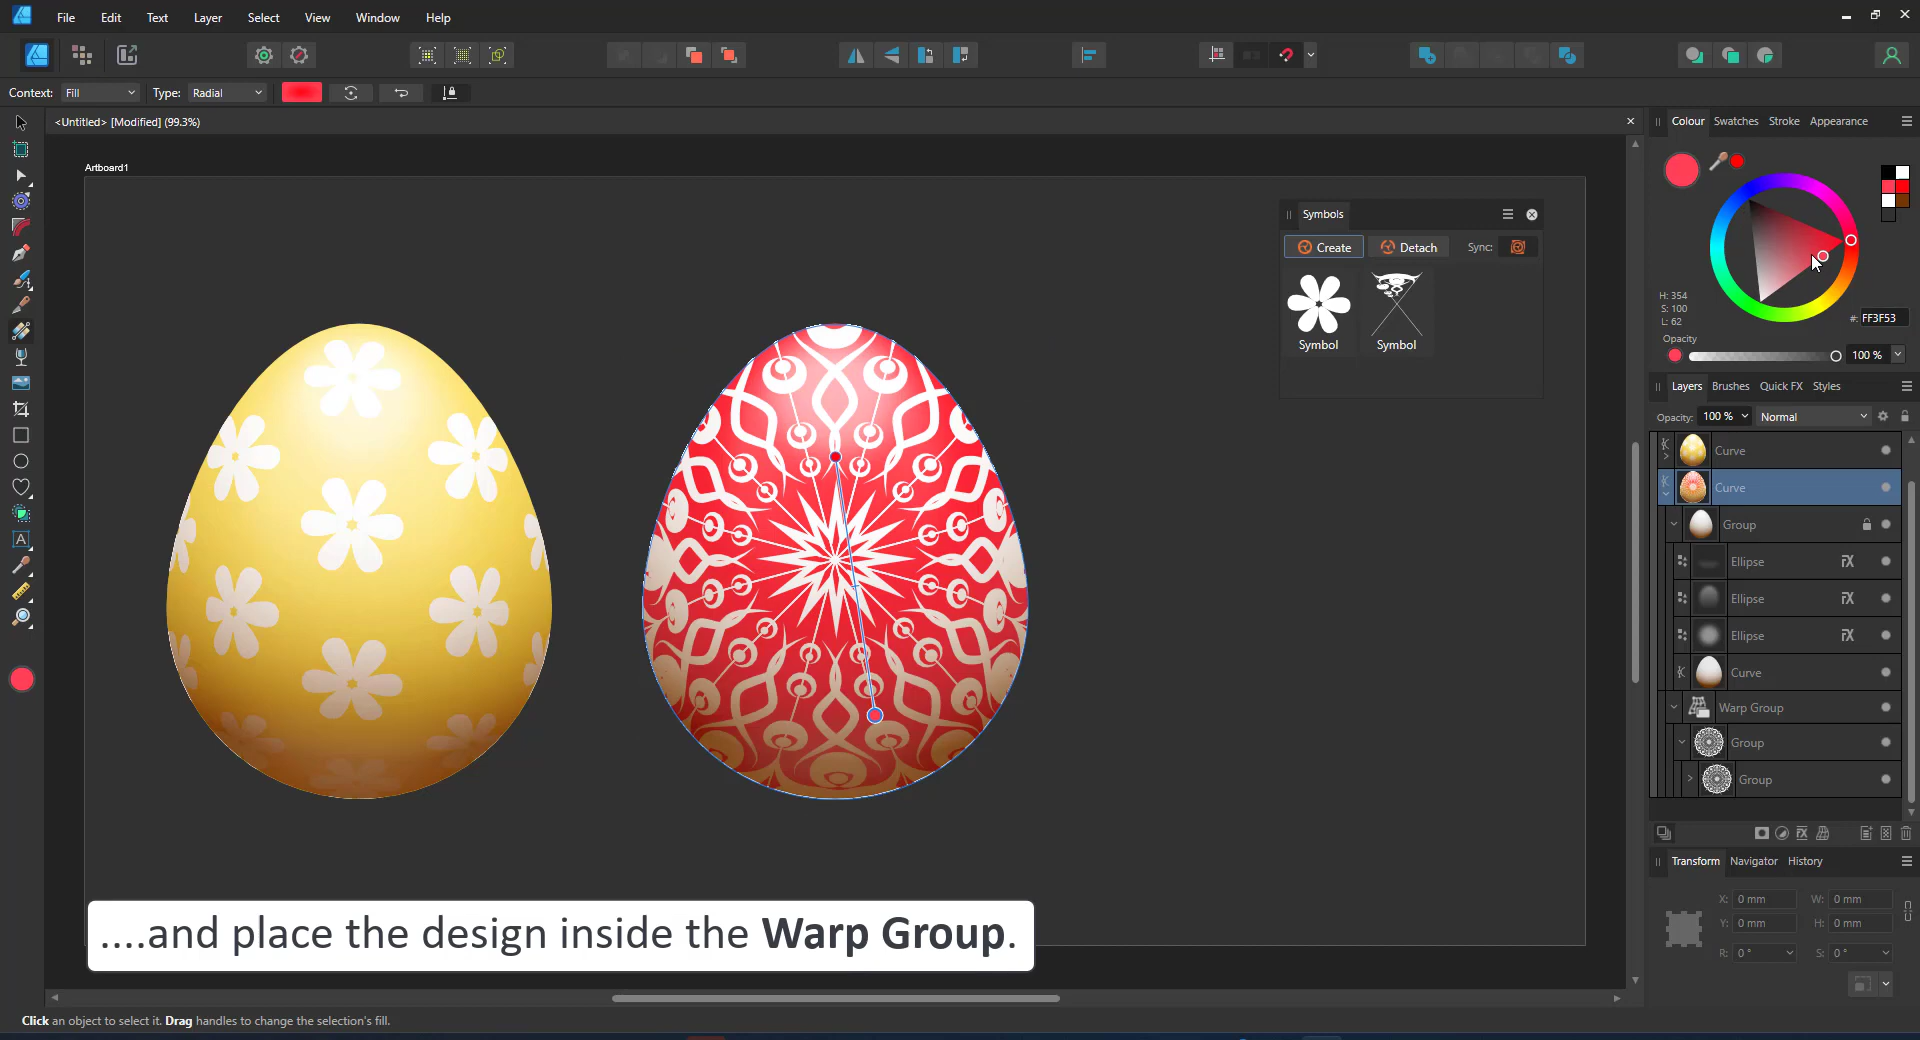 File Edit Text Layer Select View Window Help
Context: Fill Type: Radial
<Untitled> [Modified] (99.3%)
Artboard1
Symbols
Create Detach Sync:
Symbol Symbol
Colour Swatches Stroke Appearance
H: 354
S: 100
L: 62
#: FF3F53
Opacity
100 %
Layers Brushes Quick FX Styles
Opacity: 100 % Normal
Curve
Curve
Group
Ellipse FX
Ellipse FX
Ellipse FX
Curve
Warp Group
Group
Group
Transform Navigator History
X: 0 mm W: 0 mm
Y: 0 mm H: 0 mm
R: 0 ° S: 0 °
....and place the design inside the Warp Group.
Click an object to select it. Drag handles to change the selection's fill.